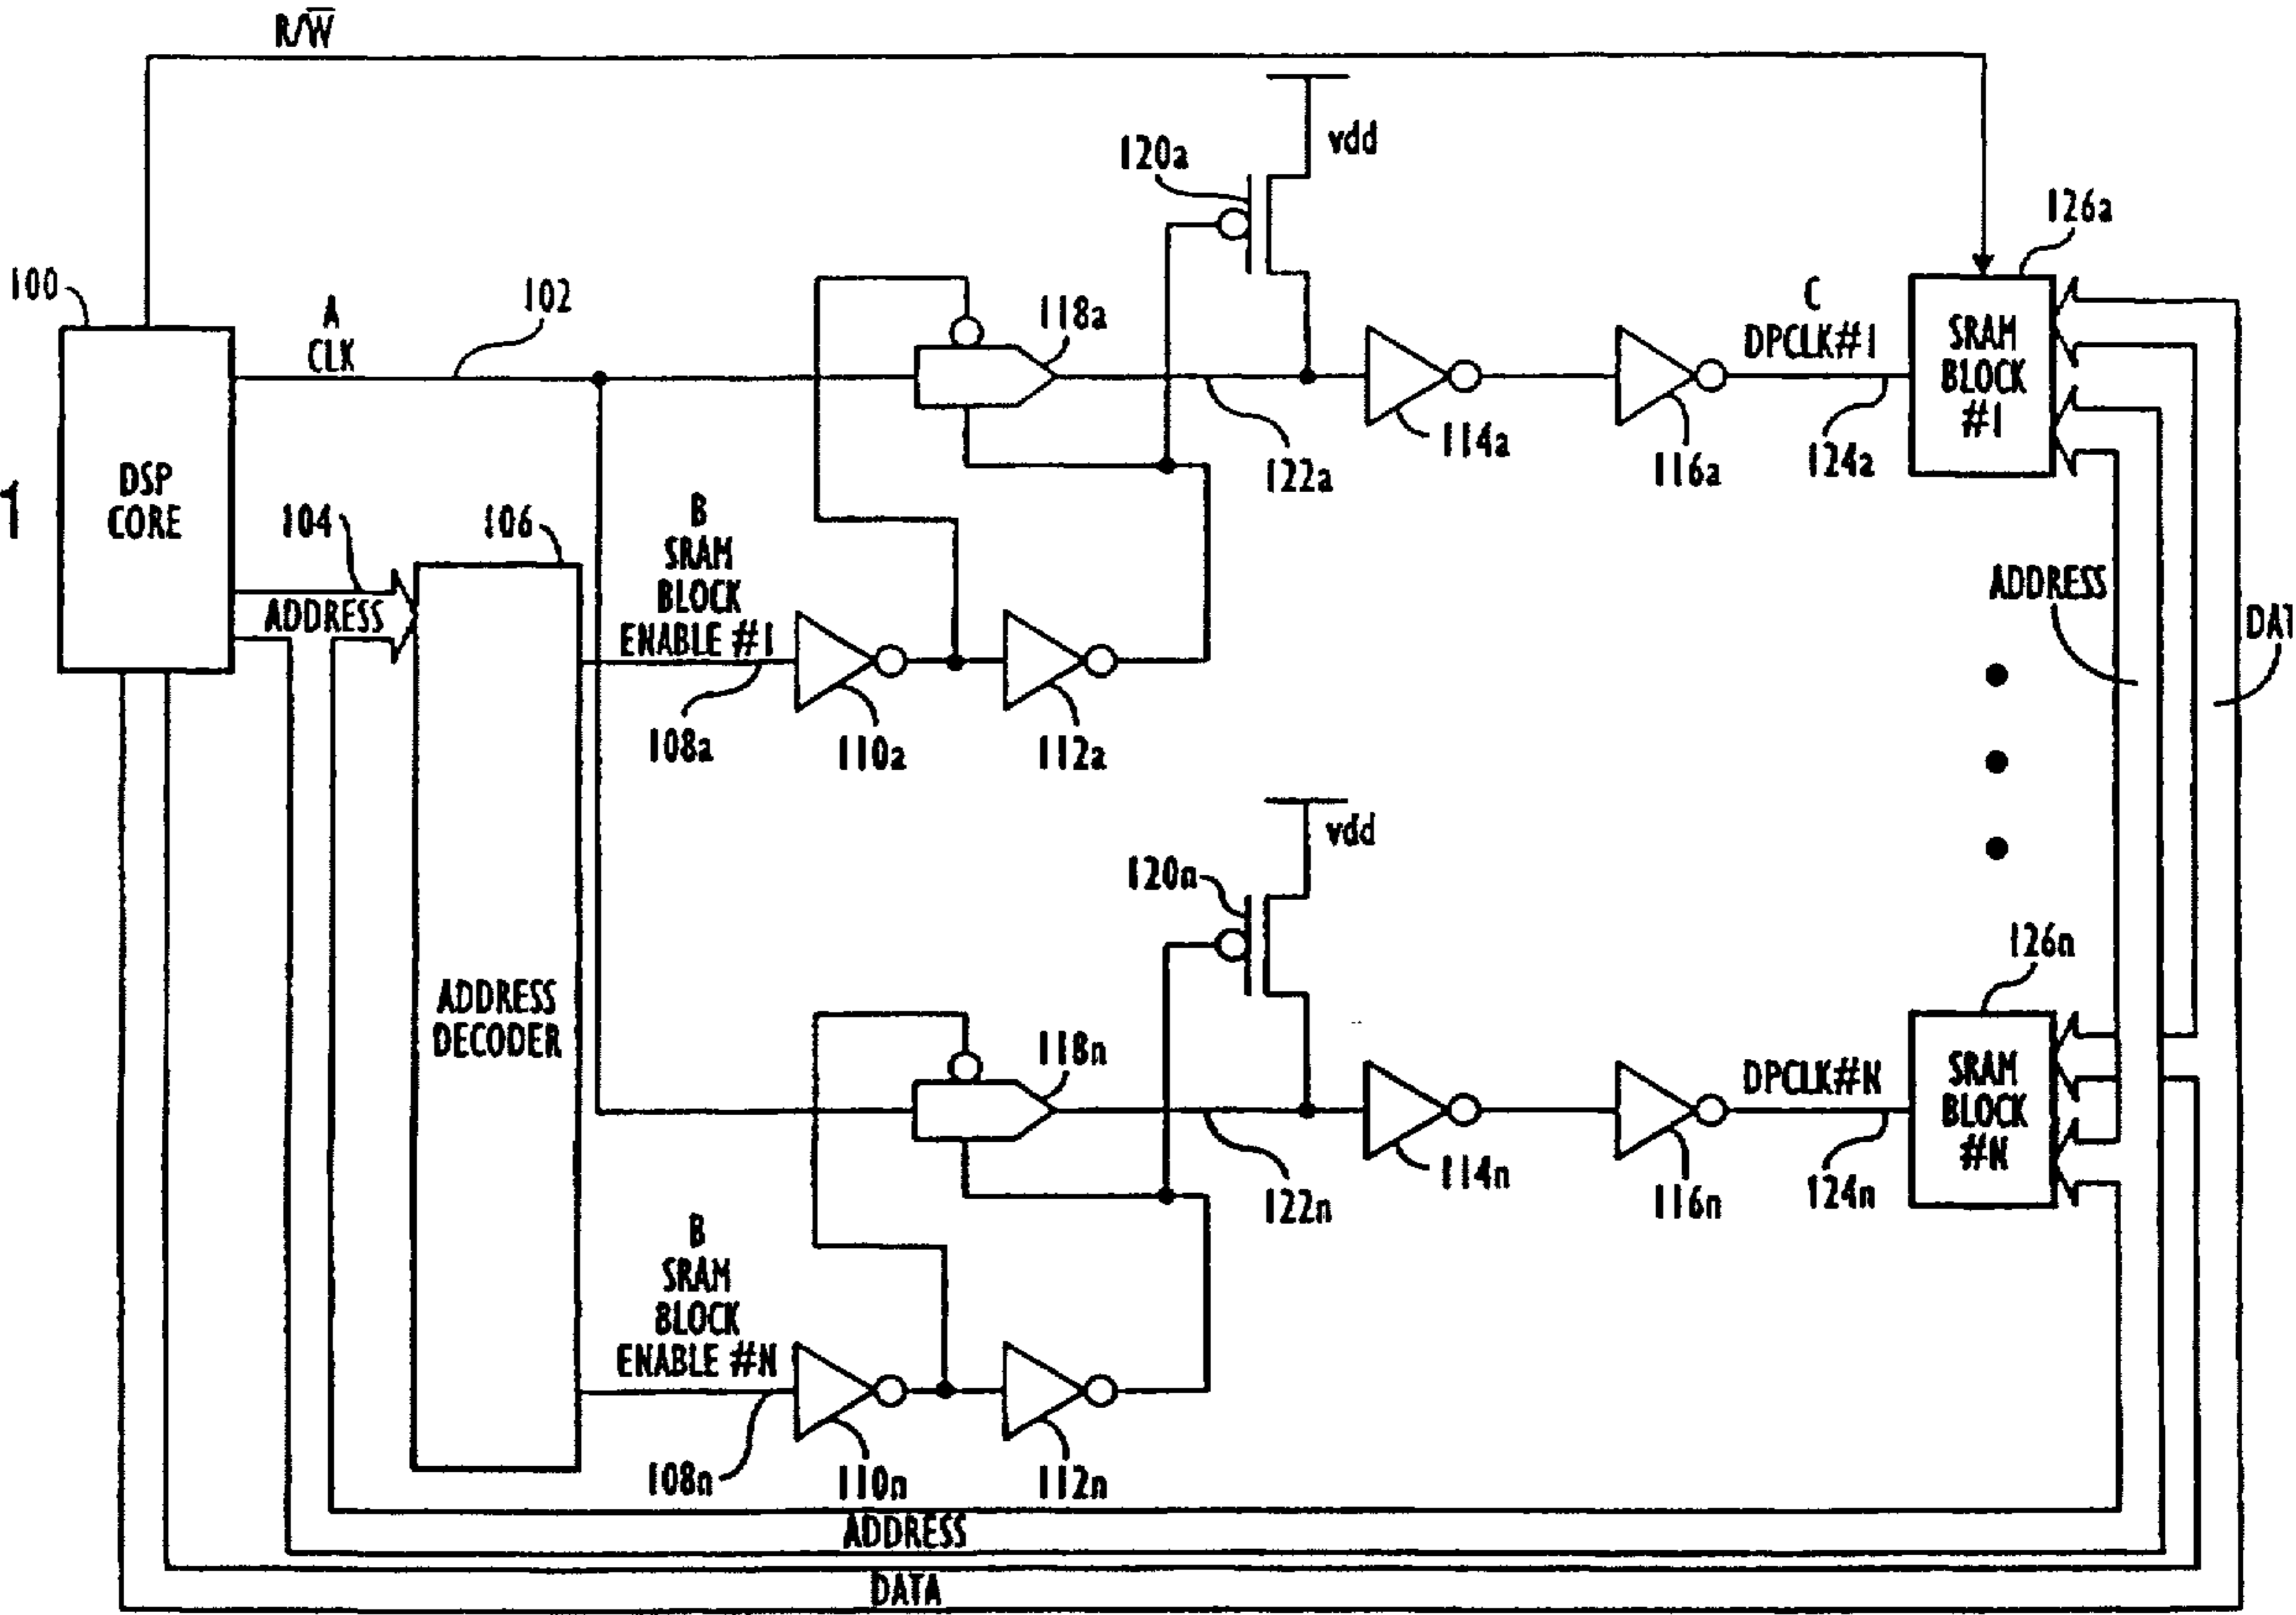 R/W̅
vdd
120a
126a
100
A
CLK
102
118a
C
DPCLK#1
SRAM
BLOCK
#1
DSP
CORE
1
114a
116a
124a
122a
104
ADDRESS
106
B
SRAM
BLOCK
ENABLE #1
108a
110a
112a
ADDRESS
DAT
vdd
120n
126n
ADDRESS
DECODER
118n
DPCLK#N
SRAM
BLOCK
#N
114n
116n
124n
122n
B
SRAM
BLOCK
ENABLE #N
108n
110n
112n
ADDRESS
DATA